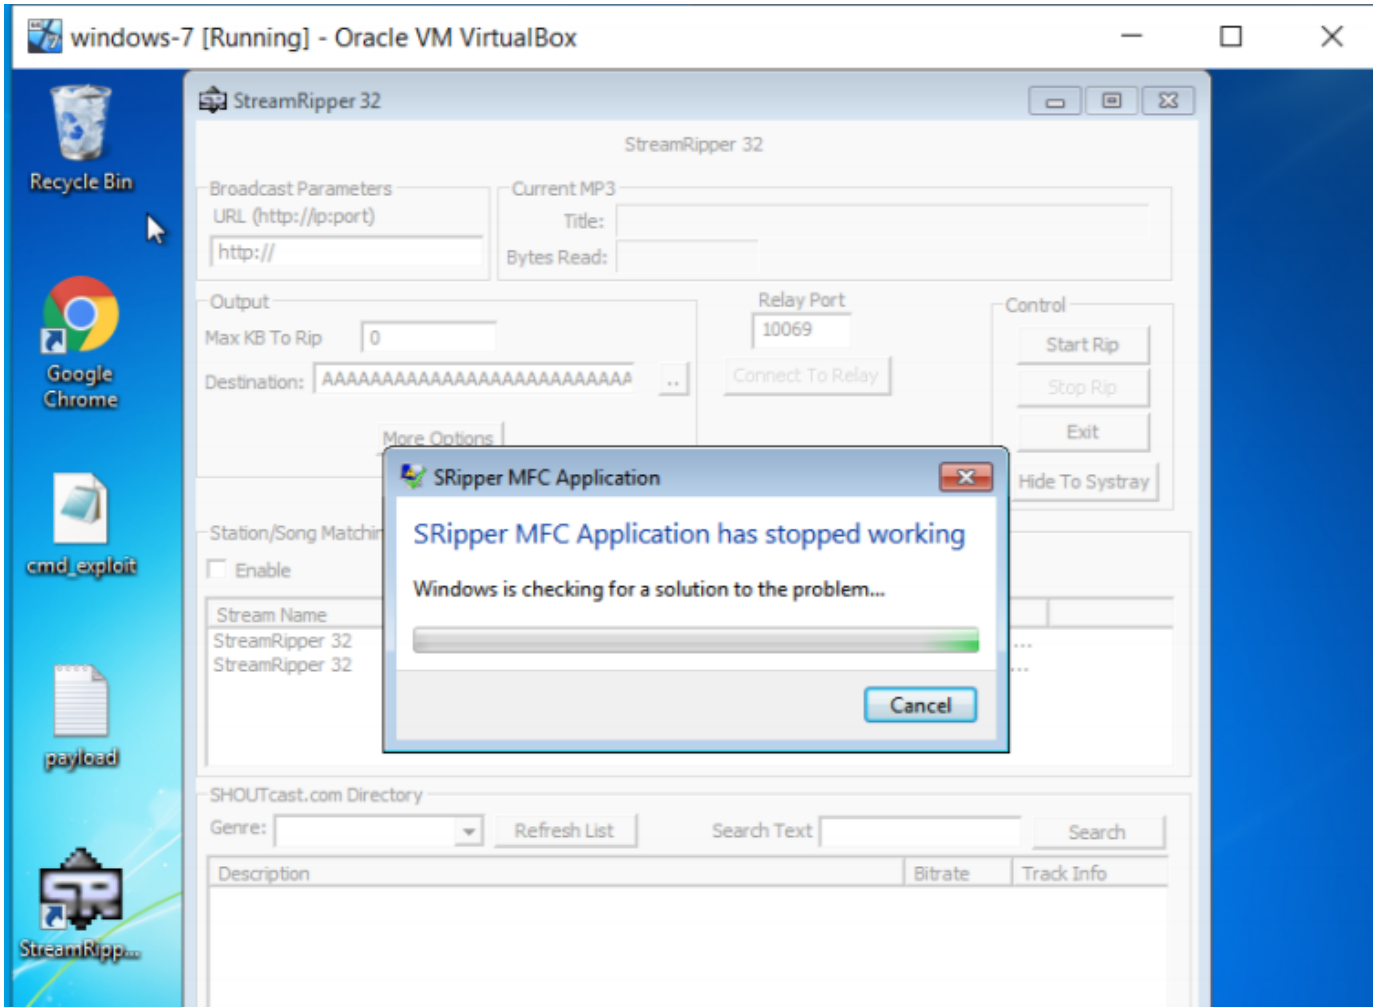 windows-7 [Running] - Oracle VM VirtualBox
StreamRipper 32
StreamRipper 32
Recycle Bin
Broadcast Parameters
URL (http://ip:port)
http://
Current MP3
Title:
Bytes Read:
Output
Max KB To Rip 0
Destination: AAAAAAAAAAAAAAAAAAAAAAAAA ..
More Options
Relay Port
10069
Connect To Relay
Control
Start Rip
Stop Rip
Exit
Hide To Systray
Google
Chrome
SRipper MFC Application
SRipper MFC Application has stopped working
Windows is checking for a solution to the problem...
Cancel
Station/Song Matchin
Enable
Stream Name
StreamRipper 32 ...
StreamRipper 32 ...
cmd_exploit
payload
SHOUTcast.com Directory
Genre: Refresh List Search Text Search
Description Bitrate Track Info
StreamRipp...